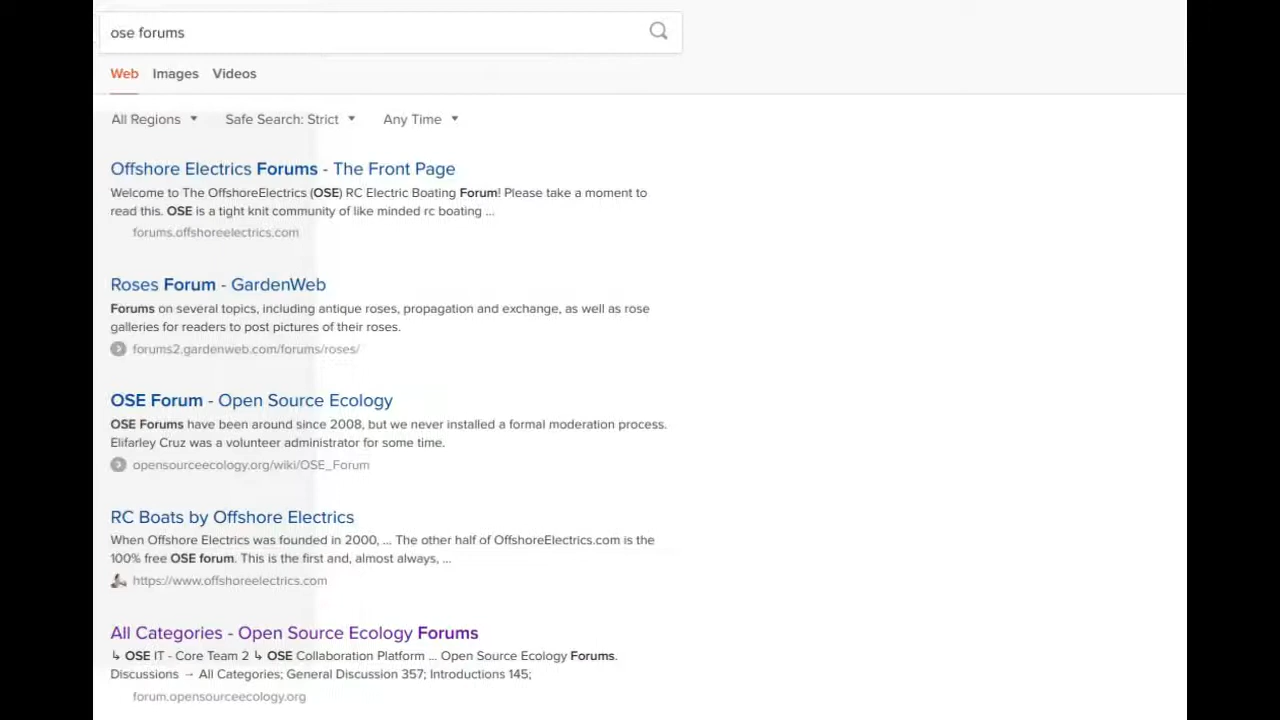 ose forums
Web Images Videos
All Regions Safe Search: Strict Any Time
Offshore Electrics Forums - The Front Page
Welcome to The OffshoreElectrics (OSE) RC Electric Boating Forum! Please take a moment to
read this. OSE is a tight knit community of like minded rc boating ...
forums.offshoreelectrics.com
Roses Forum - GardenWeb
Forums on several topics, including antique roses, propagation and exchange, as well as rose
galleries for readers to post pictures of their roses.
forums2.gardenweb.com/forums/roses/
OSE Forum - Open Source Ecology
OSE Forums have been around since 2008, but we never installed a formal moderation process.
Elifarley Cruz was a volunteer administrator for some time.
opensourceecology.org/wiki/OSE_Forum
RC Boats by Offshore Electrics
When Offshore Electrics was founded in 2000, ... The other half of OffshoreElectrics.com is the
100% free OSE forum. This is the first and, almost always, ...
https://www.offshoreelectrics.com
All Categories - Open Source Ecology Forums
↳ OSE IT - Core Team 2 ↳ OSE Collaboration Platform ... Open Source Ecology Forums.
Discussions → All Categories; General Discussion 357; Introductions 145;
forum.opensourceecology.org